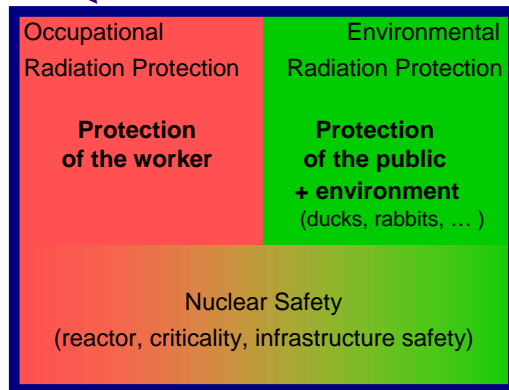 Occupational
Radiation Protection
Protection
of the worker
Environmental
Radiation Protection
Protection
of the public
+ environment
(ducks, rabbits, … )
Nuclear Safety
(reactor, criticality, infrastructure safety)